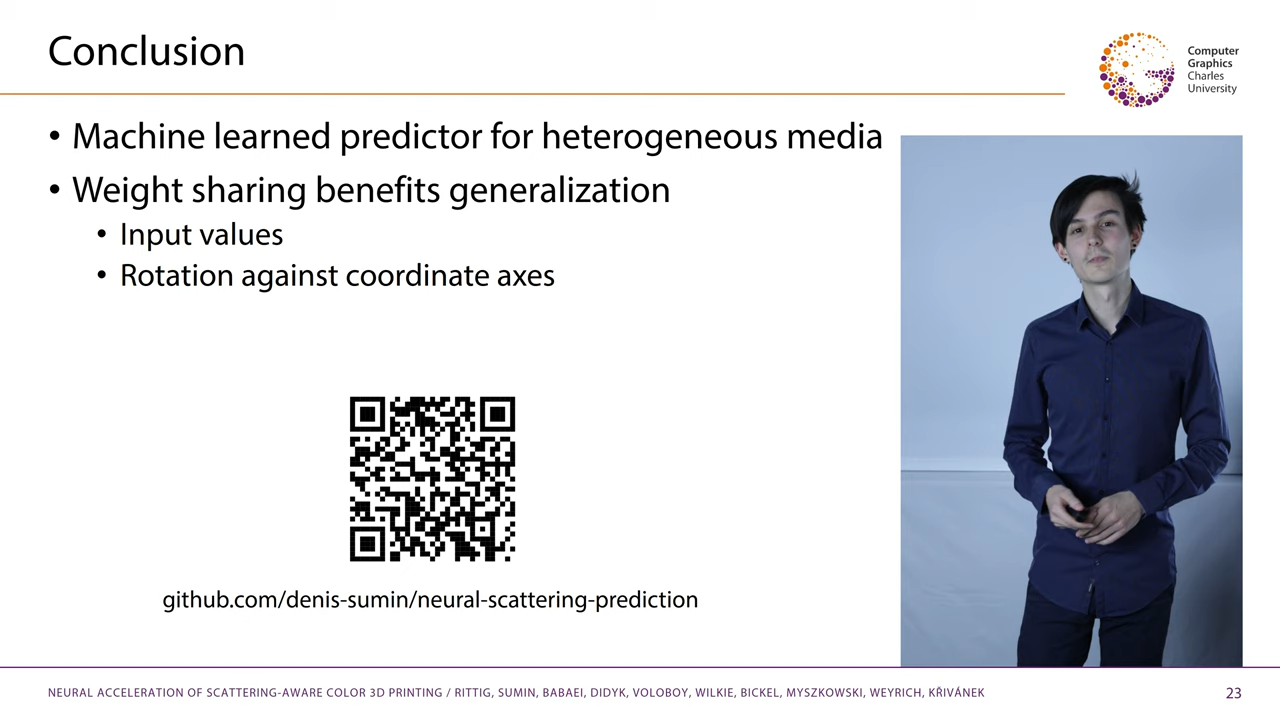 Conclusion
Computer
Graphics
Charles
University
• Machine learned predictor for heterogeneous media
• Weight sharing benefits generalization
• Input values
• Rotation against coordinate axes
github.com/denis-sumin/neural-scattering-prediction
NEURAL ACCELERATION OF SCATTERING-AWARE COLOR 3D PRINTING / RITTIG, SUMIN, BABAEI, DIDYK, VOLOBOY, WILKIE, BICKEL, MYSZKOWSKI, WEYRICH, KŘIVÁNEK
23